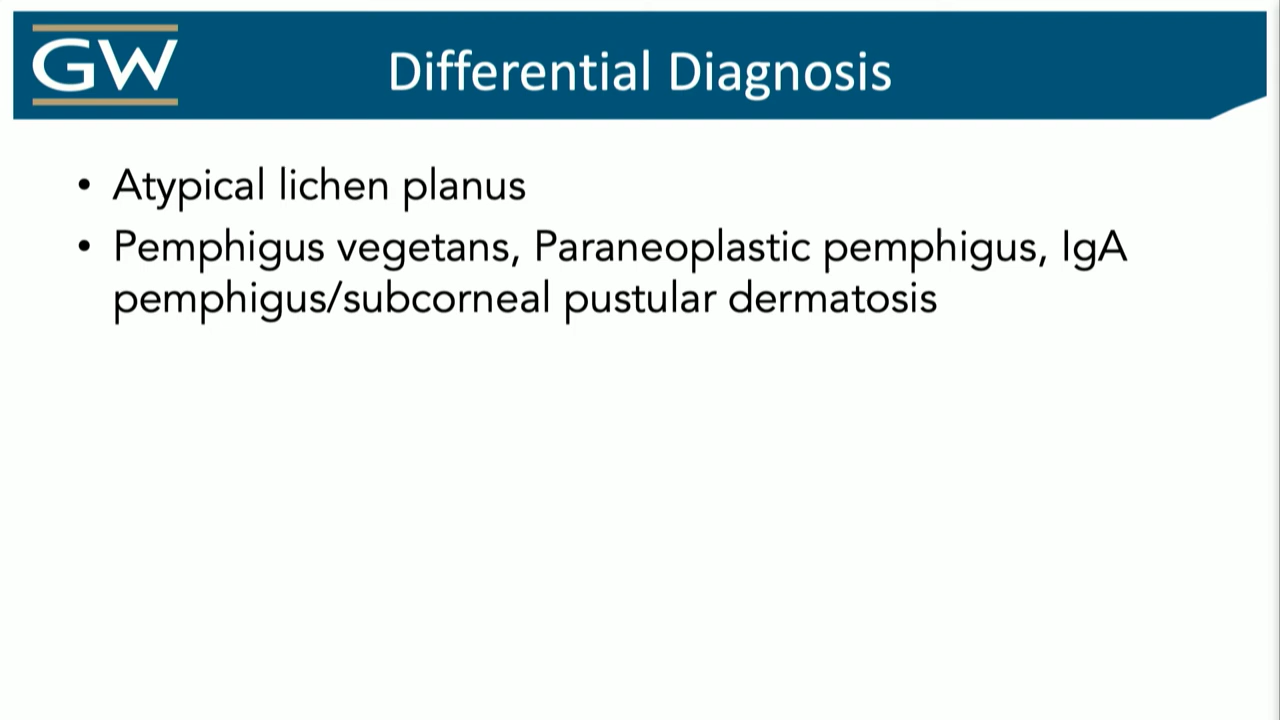 GW
Differential Diagnosis
• Atypical lichen planus
• Pemphigus vegetans, Paraneoplastic pemphigus, IgA
pemphigus/subcorneal pustular dermatosis